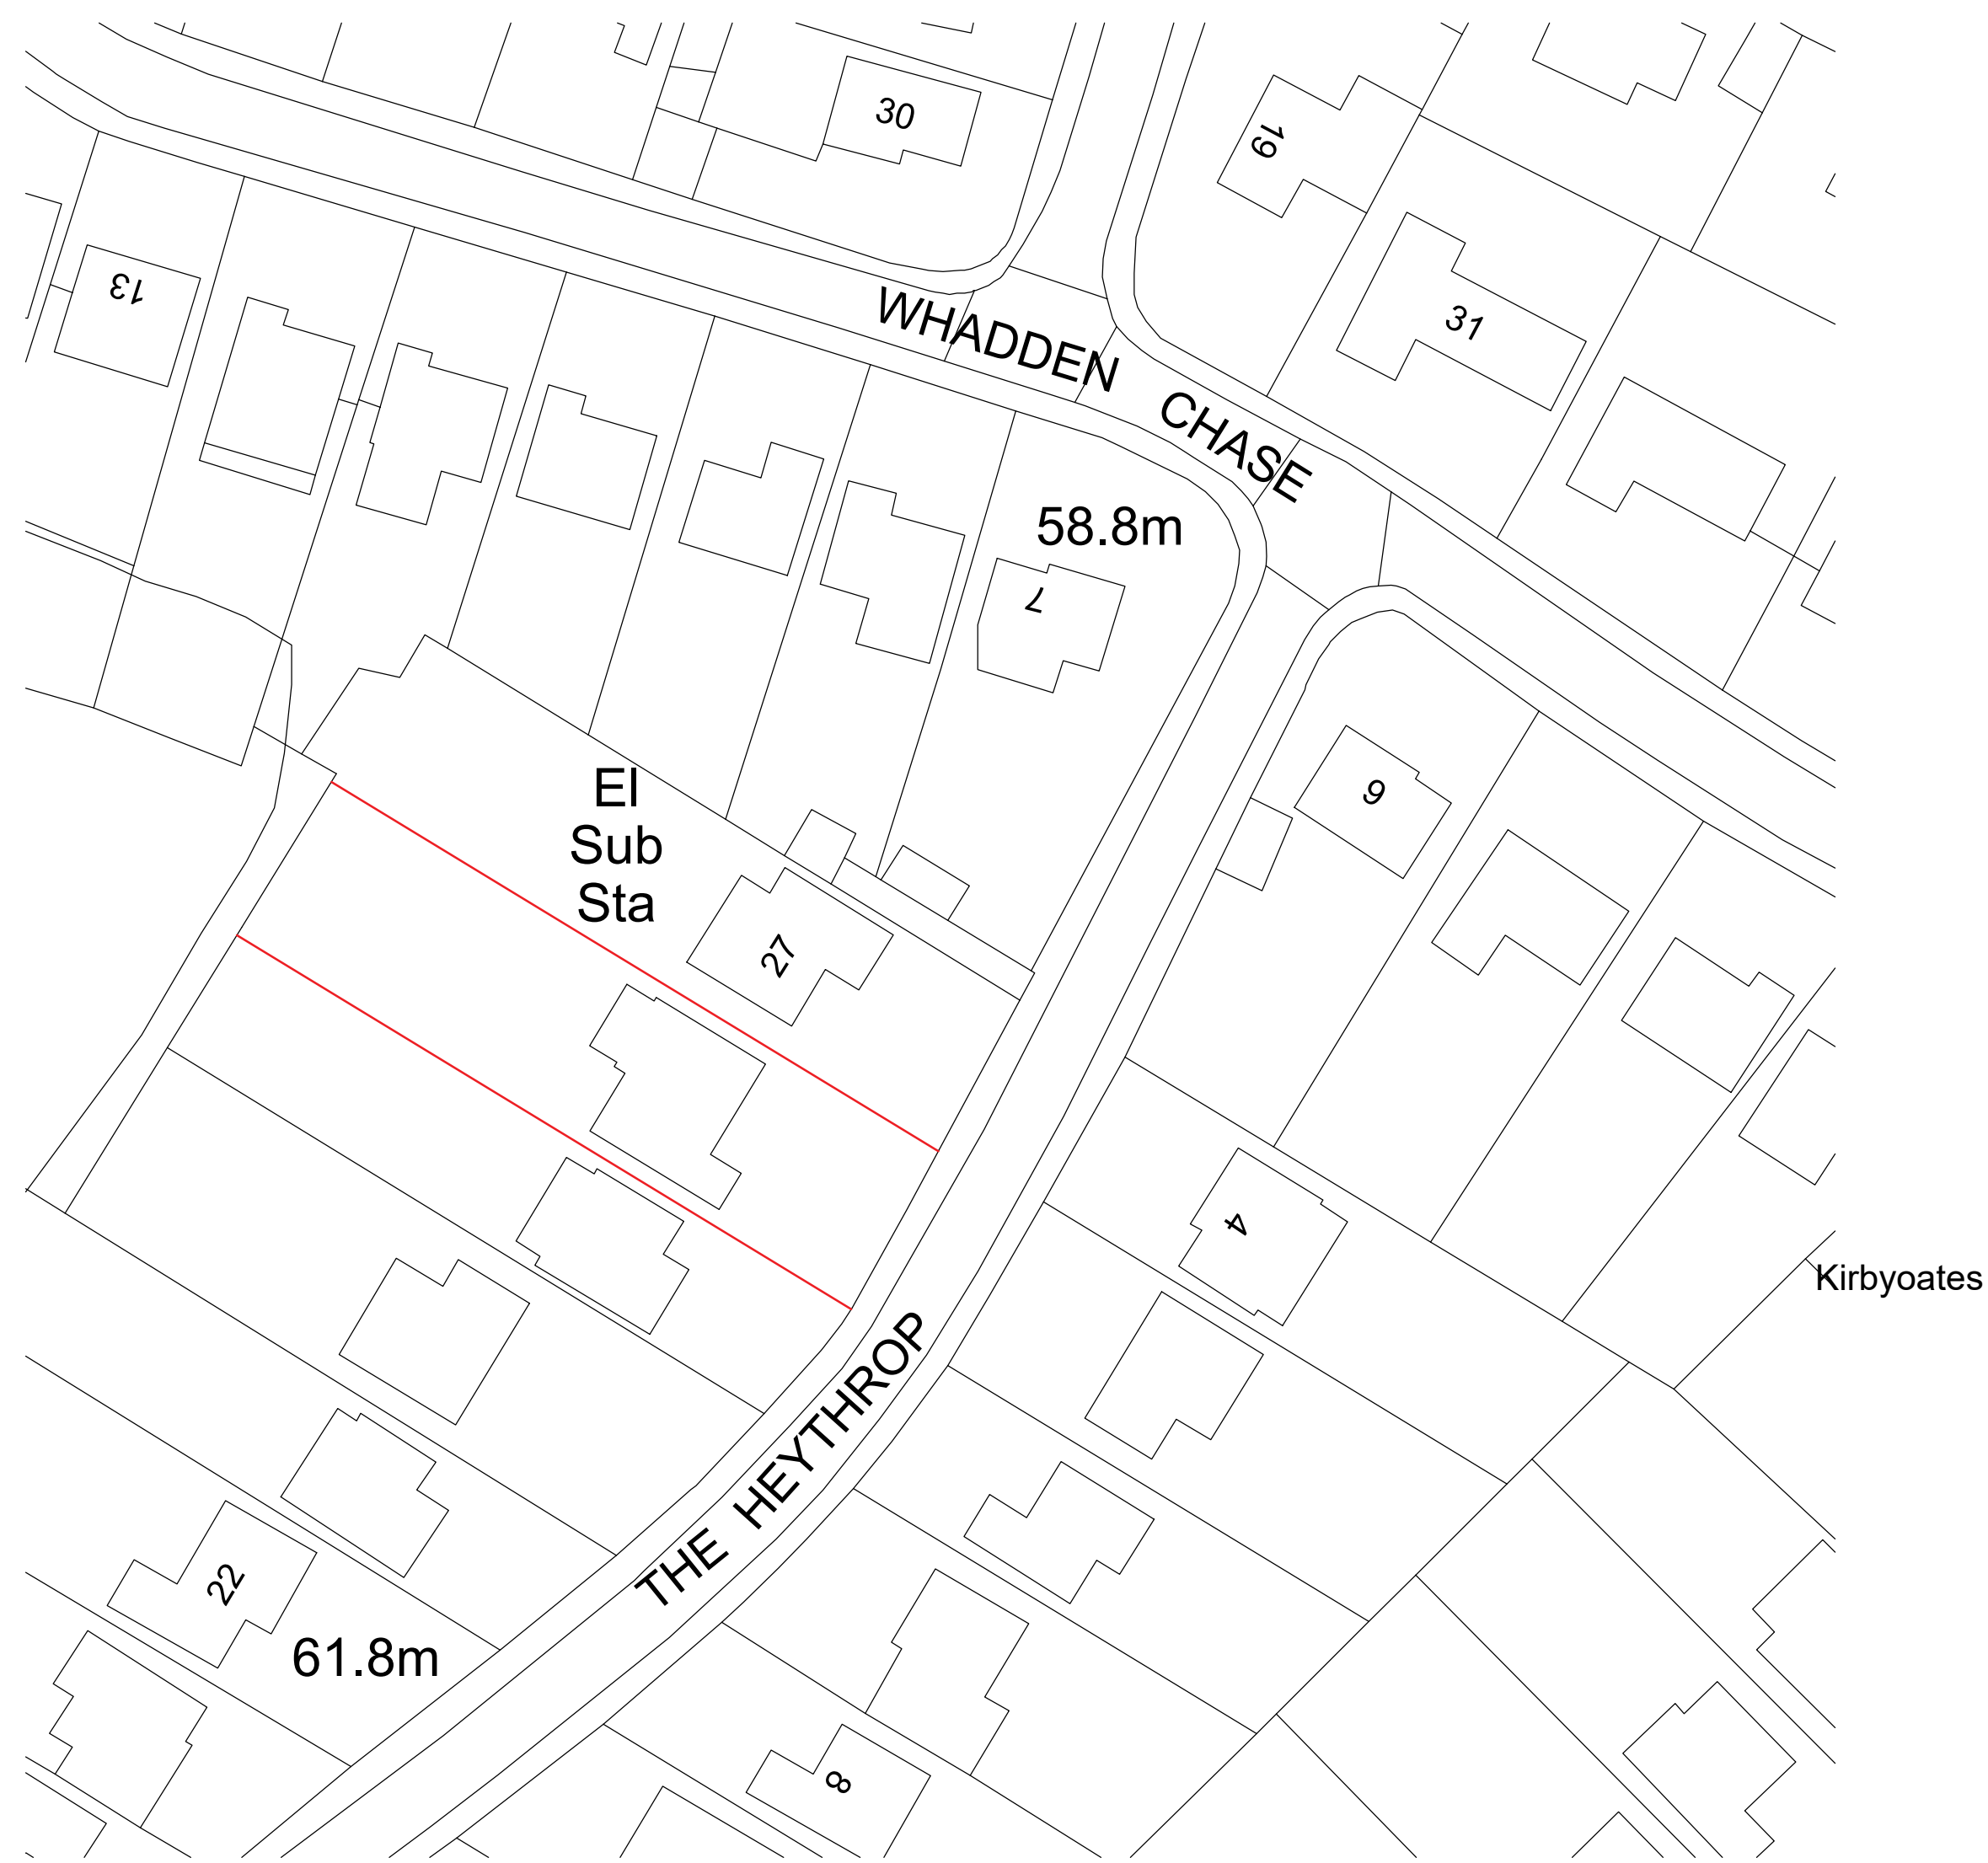 30
19
13
31
WHADDEN CHASE
58.8m
7
El
Sub
Sta
9
27
4
Kirbyoates
THE HEYTHROP
22
61.8m
8